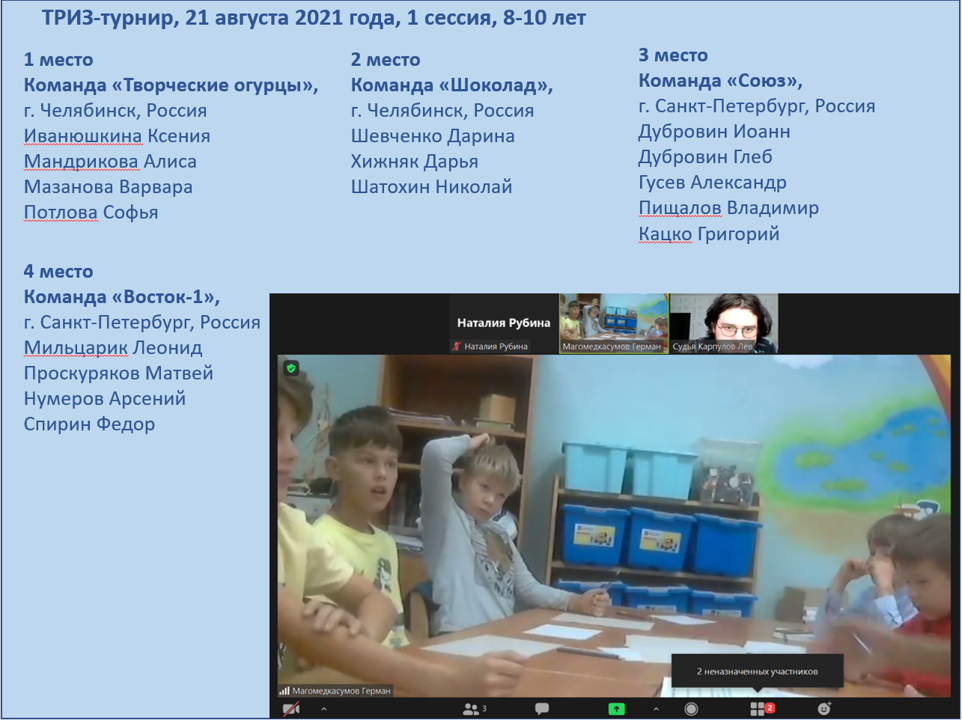 ТРИЗ-турнир, 21 августа 2021 года, 1 сессия, 8-10 лет
1 место
Команда «Творческие огурцы»,
г. Челябинск, Россия
Иванюшкина Ксения
Мандрикова Алиса
Мазанова Варвара
Потлова Софья
2 место
Команда «Шоколад»,
г. Челябинск, Россия
Шевченко Дарина
Хижняк Дарья
Шатохин Николай
3 место
Команда «Союз»,
г. Санкт-Петербург, Россия
Дубровин Иоанн
Дубровин Глеб
Гусев Александр
Пищалов Владимир
Кацко Григорий
4 место
Команда «Восток-1»,
г. Санкт-Петербург, Россия
Мильцарик Леонид
Проскуряков Матвей
Нумеров Арсений
Спирин Федор
Наталия Рубина
Наталия Рубина
Магомедкасумов Герман
Судья Карпулов Лев
2 неназначенных участников
Магомедкасумов Герман
3
2